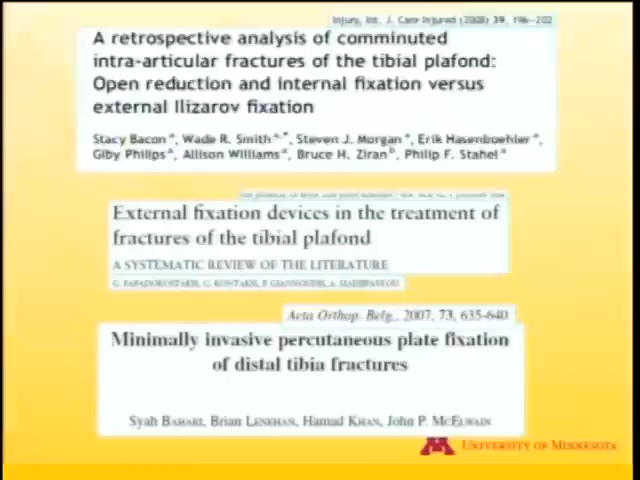 Injury, Int. J. Care Injured (2008) 39, 196—202
A retrospective analysis of comminuted
intra-articular fractures of the tibial plafond:
Open reduction and internal fixation versus
external Ilizarov fixation
Stacy Bacon a, Wade R. Smith a,*, Steven J. Morgan a, Erik Hasenboehler a,
Giby Philips a, Allison Williams a, Bruce H. Ziran b, Philip F. Stahel a
External fixation devices in the treatment of
fractures of the tibial plafond
A SYSTEMATIC REVIEW OF THE LITERATURE
G. PAPADOKOSTAKIS, G. KONTAKIS, P. GIANNOUDIS, A. HADJIPAVLOU
Acta Orthop. Belg., 2007, 73, 635-640
Minimally invasive percutaneous plate fixation
of distal tibia fractures
Syah BAHARI, Brian LENEHAN, Hamad KHAN, John P. MCELWAIN
M UNIVERSITY OF MINNESOTA